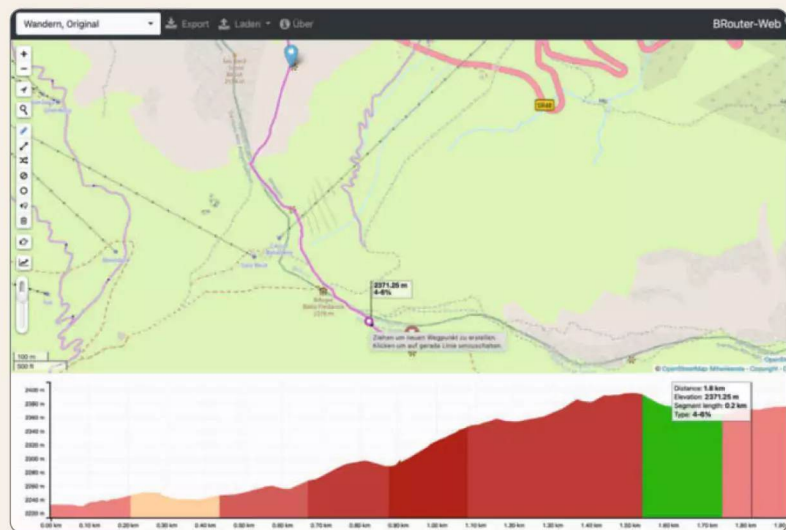 Wandern, Original
Export
Laden
Über
BRouter-Web
SR48
2371.25 m
4-6%
Ziehen um neuen Wegpunkt zu erstellen.
Klicken um auf gerade Linie umzuschalten.
100 m
500 ft
© OpenStreetMap
Copyright
2400 m
2380 m
2360 m
2340 m
2320 m
2300 m
2280 m
2260 m
2240 m
2220 m
Distance: 1.8 km
Elevation: 2371.25 m
Segment length: 0.2 km
Type: 4-6%
0.00 km
0.10 km
0.20 km
0.30 km
0.40 km
0.50 km
0.60 km
0.70 km
0.80 km
0.90 km
1.00 km
1.10 km
1.20 km
1.30 km
1.40 km
1.50 km
1.60 km
1.70 km
1.80 km